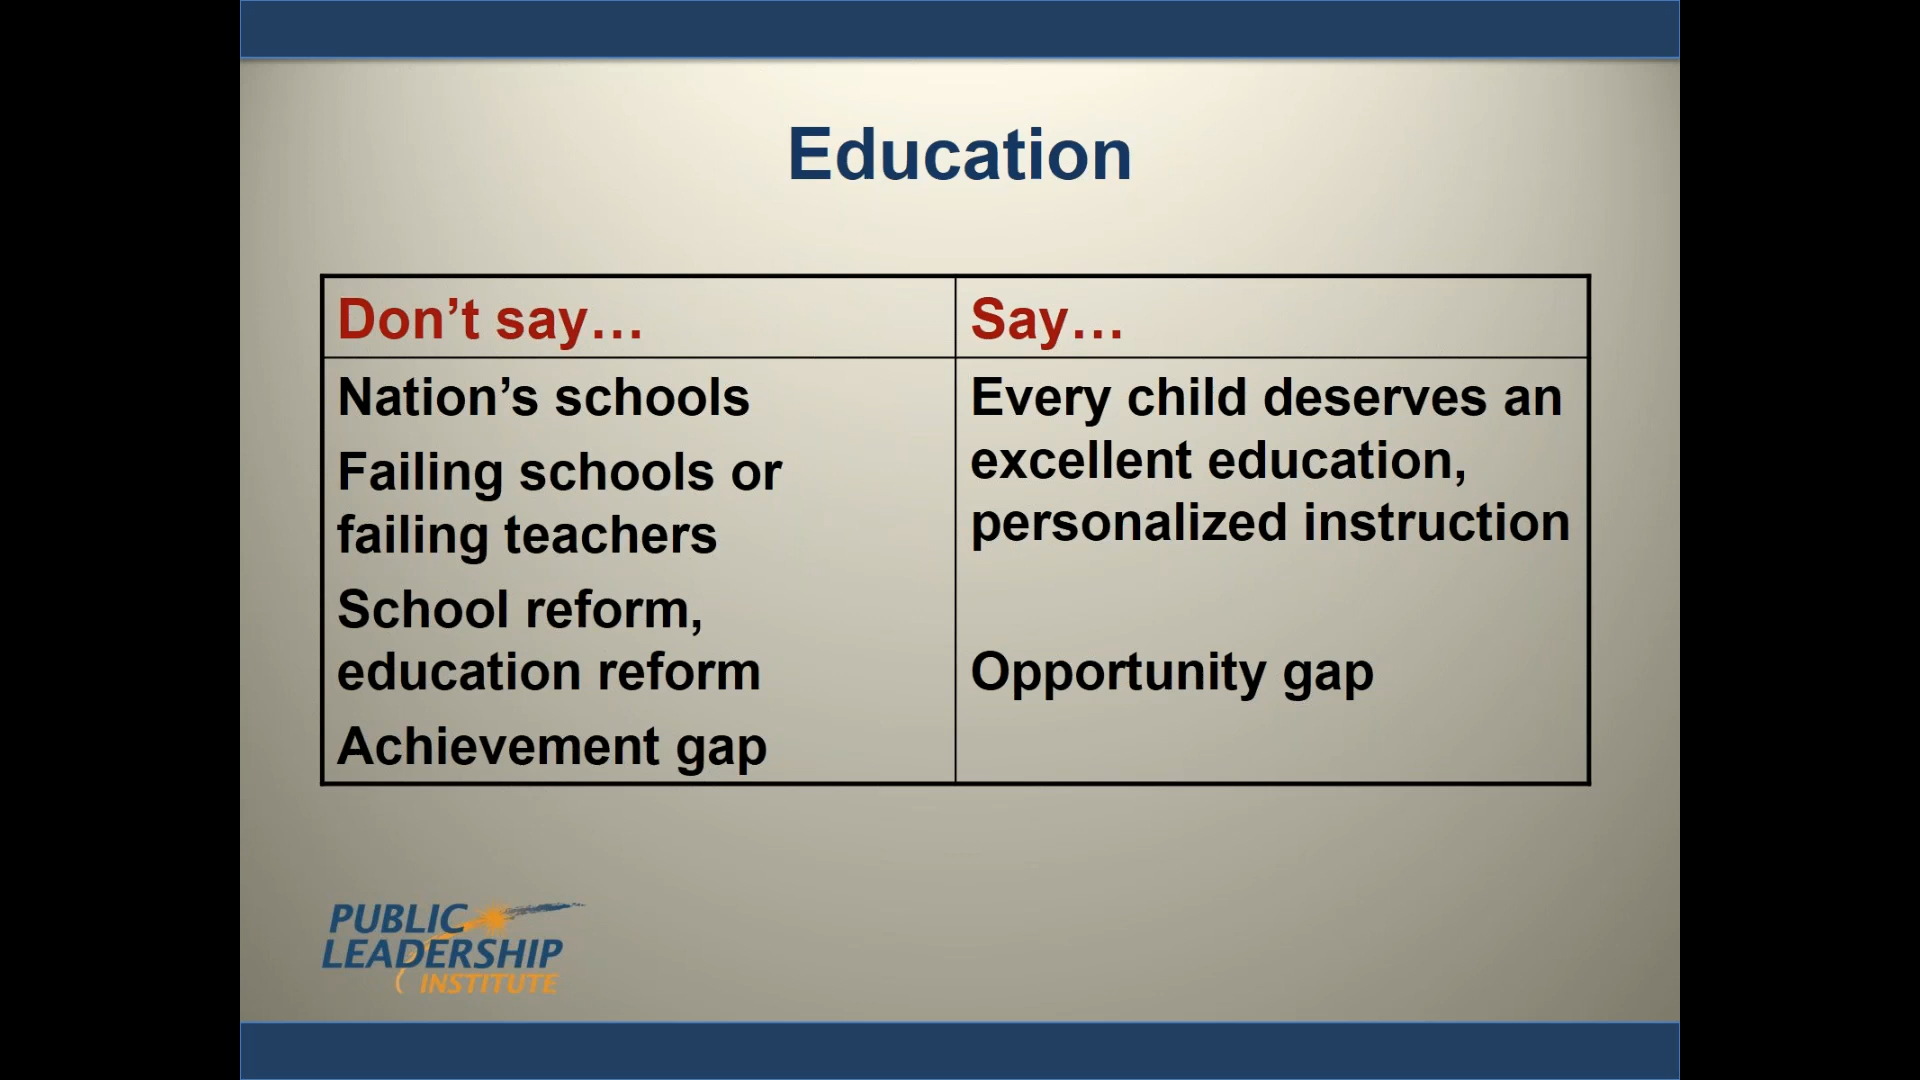 Education
Don’t say…
Say…
Nation’s schools
Failing schools or
failing teachers
School reform,
education reform
Achievement gap
Every child deserves an
excellent education,
personalized instruction
Opportunity gap
PUBLIC
LEADERSHIP
INSTITUTE